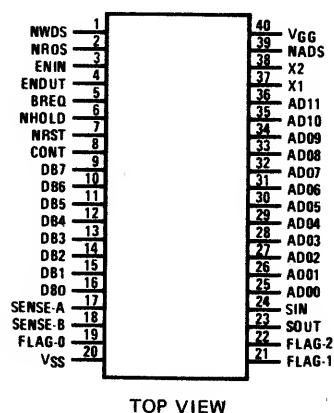 NWDS 1 40 VGG
NROS 2 39 NADS
ENIN 3 38 X2
ENOUT 4 37 X1
BREQ 5 36 AD11
NHOLD 6 35 AD10
NRST 7 34 AD09
CONT 8 33 AD08
DB7 9 32 AD07
DB6 10 31 AD06
DB5 11 30 AD05
DB4 12 29 AD04
DB3 13 28 AD03
DB2 14 27 AD02
DB1 15 26 AD01
DB0 16 25 AD00
SENSE-A 17 24 SIN
SENSE-B 18 23 SOUT
FLAG-0 19 22 FLAG-2
VSS 20 21 FLAG-1
TOP VIEW